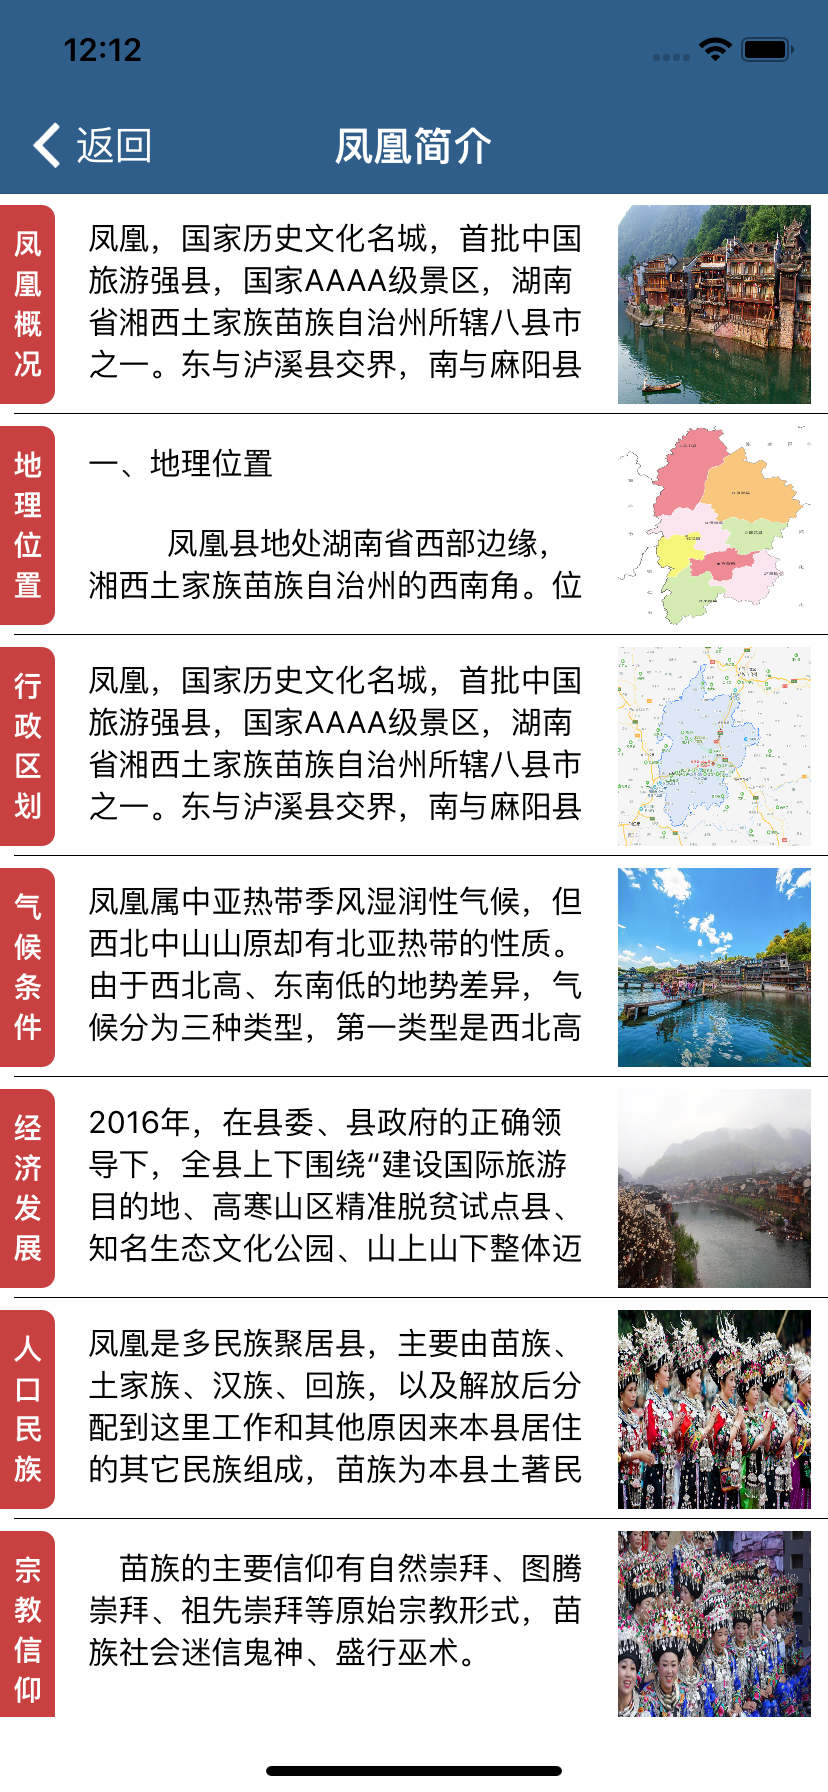 12:12
返回
凤凰简介
凤凰概况
凤凰，国家历史文化名城，首批中国
旅游强县，国家AAAA级景区，湖南
省湘西土家族苗族自治州所辖八县市
之一。东与泸溪县交界，南与麻阳县
地理位置
一、地理位置
凤凰县地处湖南省西部边缘，
湘西土家族苗族自治州的西南角。位
行政区划
凤凰，国家历史文化名城，首批中国
旅游强县，国家AAAA级景区，湖南
省湘西土家族苗族自治州所辖八县市
之一。东与泸溪县交界，南与麻阳县
气候条件
凤凰属中亚热带季风湿润性气候，但
西北中山山原却有北亚热带的性质。
由于西北高、东南低的地势差异，气
候分为三种类型，第一类型是西北高
经济发展
2016年，在县委、县政府的正确领
导下，全县上下围绕“建设国际旅游
目的地、高寒山区精准脱贫试点县、
知名生态文化公园、山上山下整体迈
人口民族
凤凰是多民族聚居县，主要由苗族、
土家族、汉族、回族，以及解放后分
配到这里工作和其他原因来本县居住
的其它民族组成，苗族为本县土著民
宗教信仰
苗族的主要信仰有自然崇拜、图腾
崇拜、祖先崇拜等原始宗教形式，苗
族社会迷信鬼神、盛行巫术。